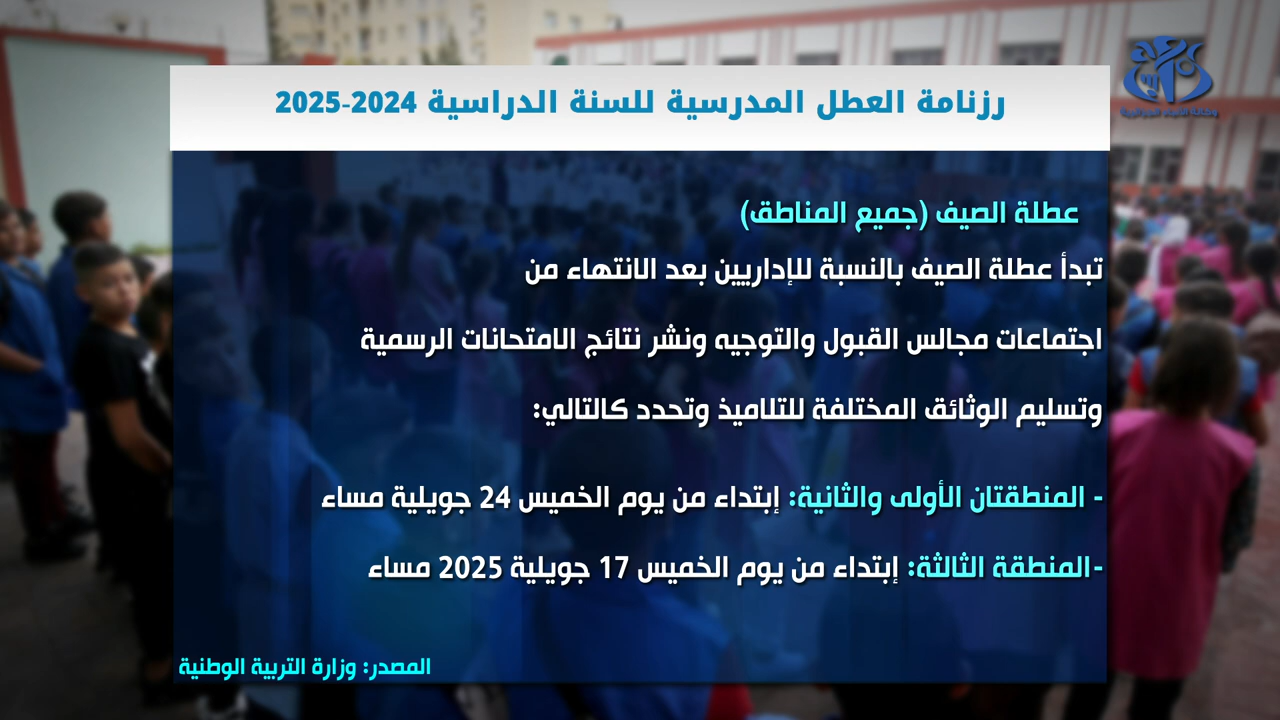 رزنامة العطل المدرسية للسنة الدراسية 2024-2025
عطلة الصيف (جميع المناطق)
تبدأ عطلة الصيف بالنسبة للإداريين بعد الانتهاء من
اجتماعات مجالس القبول والتوجيه ونشر نتائج الامتحانات الرسمية
وتسليم الوثائق المختلفة للتلاميذ وتحدد كالتالي:
- المنطقتان الأولى والثانية: إبتداء من يوم الخميس 24 جويلية مساء
-المنطقة الثالثة: إبتداء من يوم الخميس 17 جويلية 2025 مساء
المصدر: وزارة التربية الوطنية